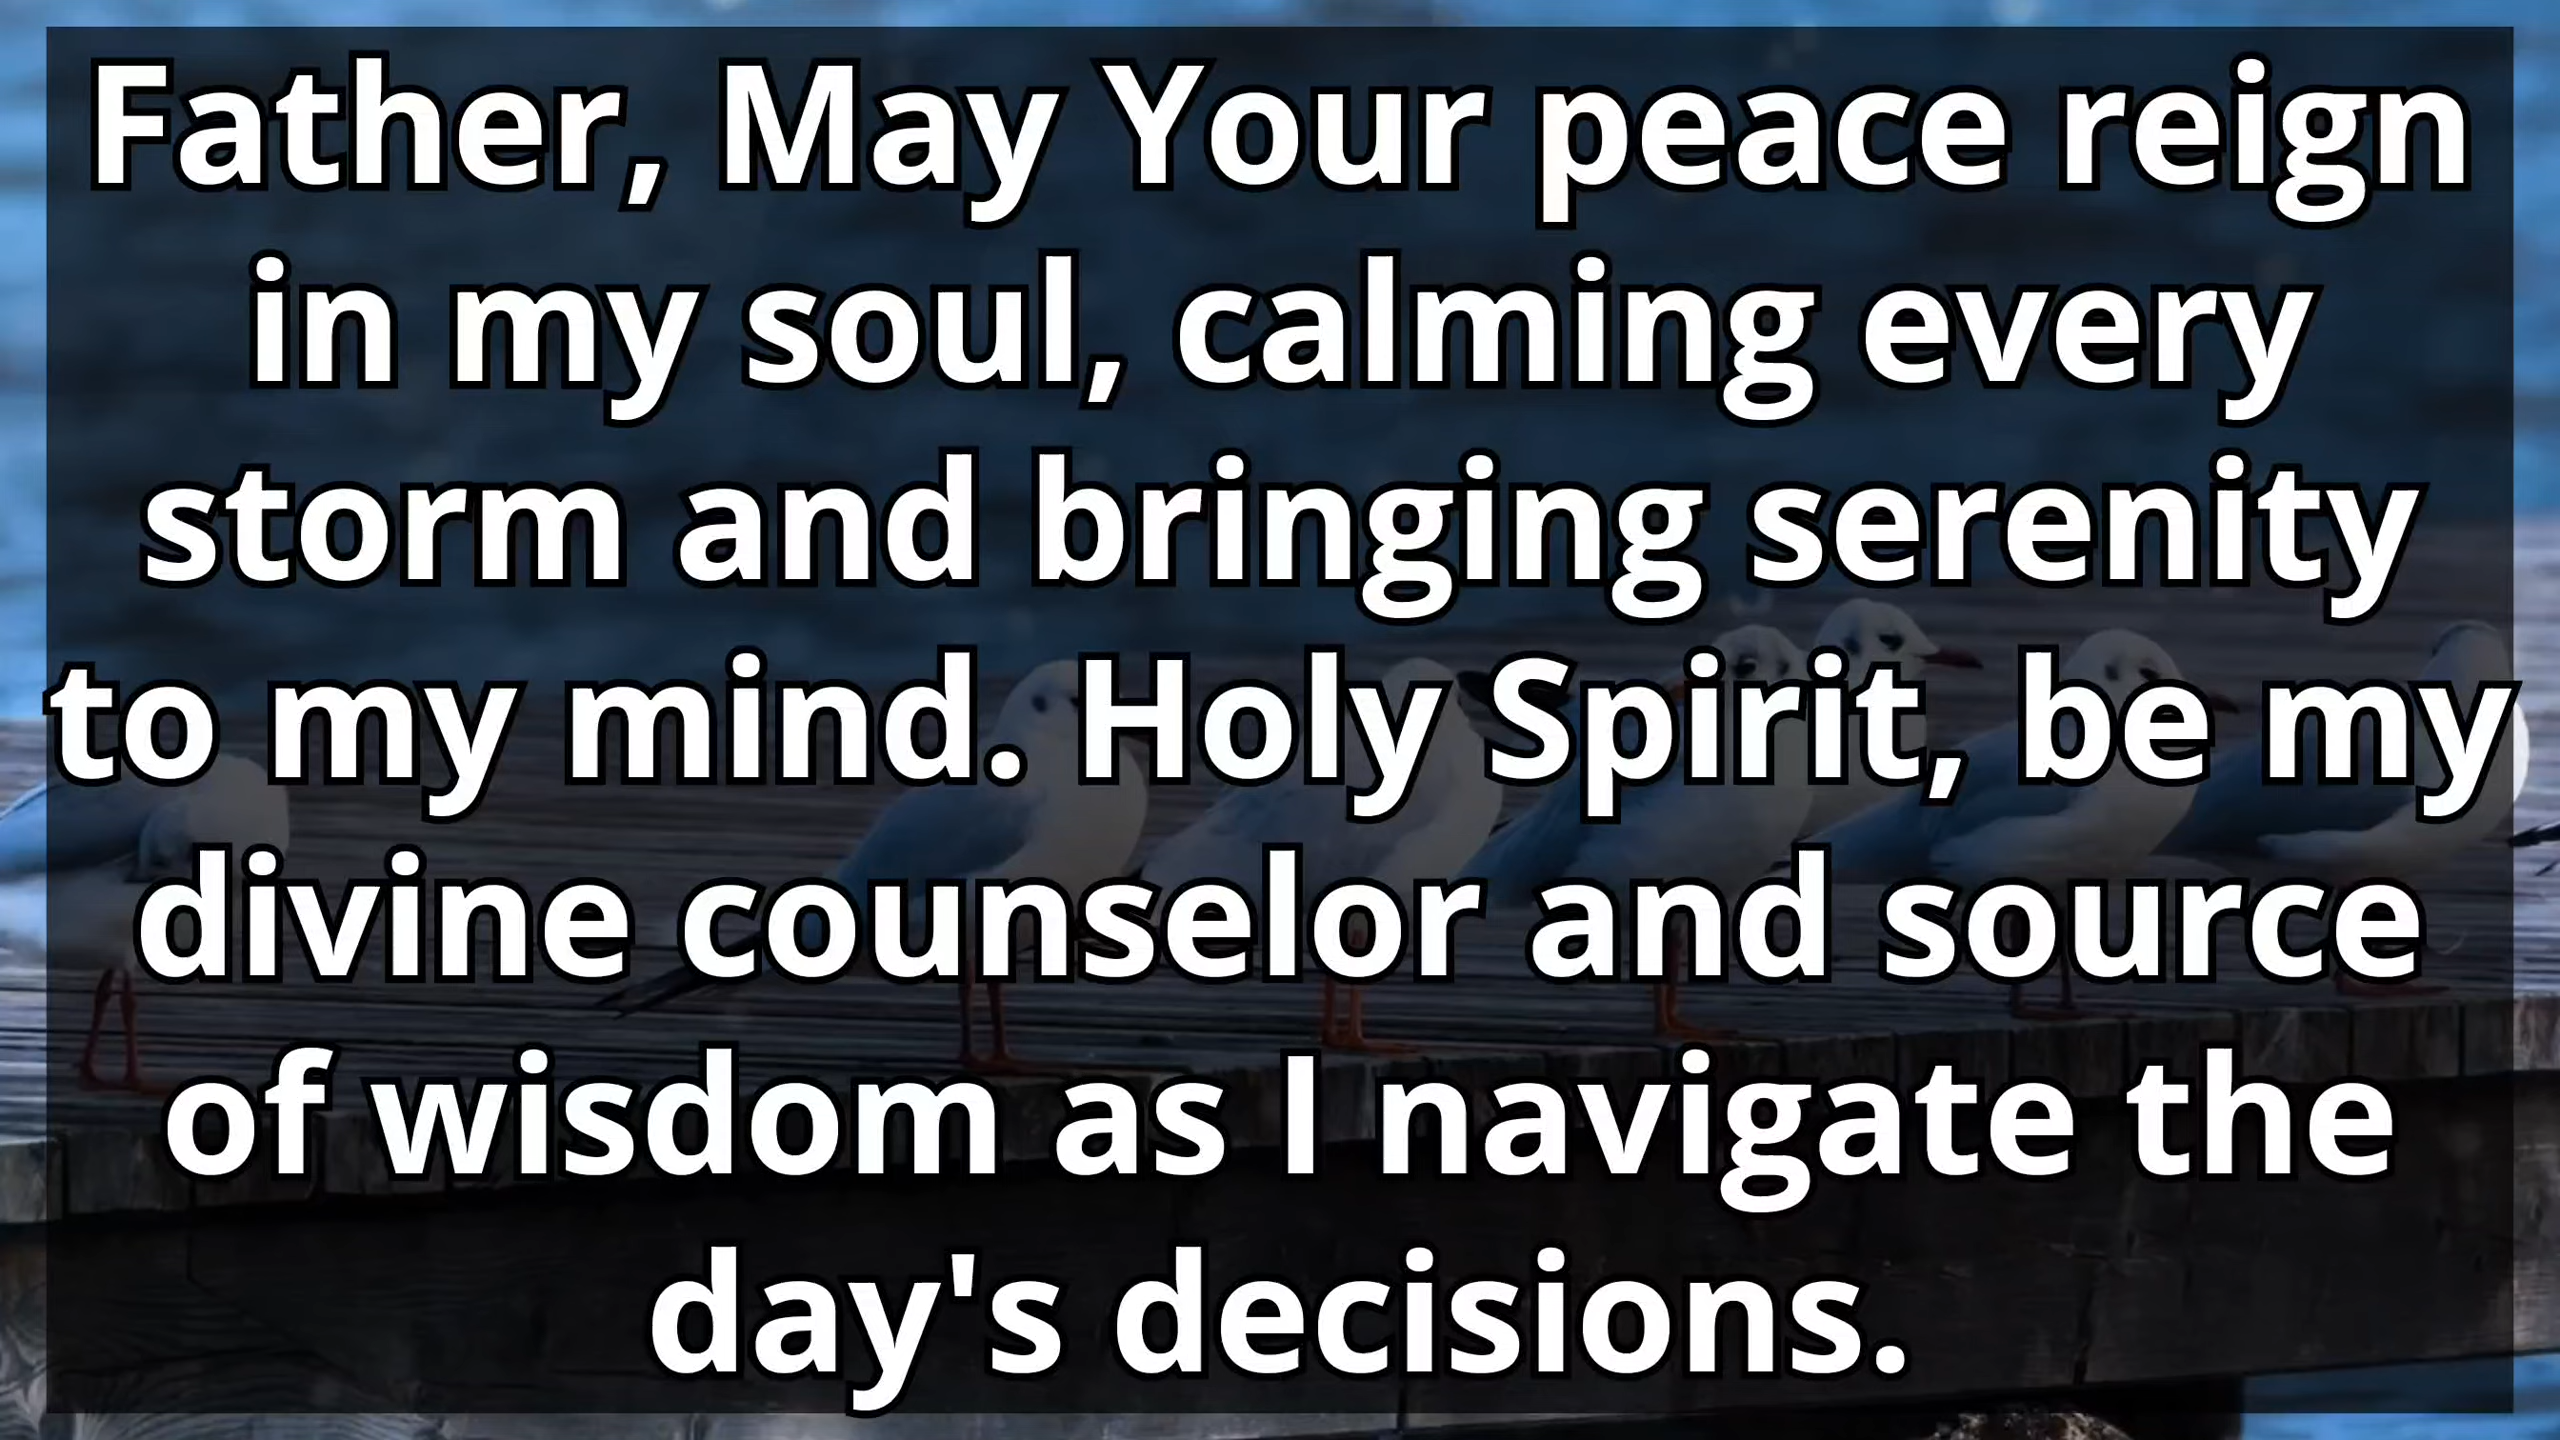 Father, May Your peace reign
in my soul, calming every
storm and bringing serenity
to my mind. Holy Spirit, be my
divine counselor and source
of wisdom as I navigate the
day's decisions.